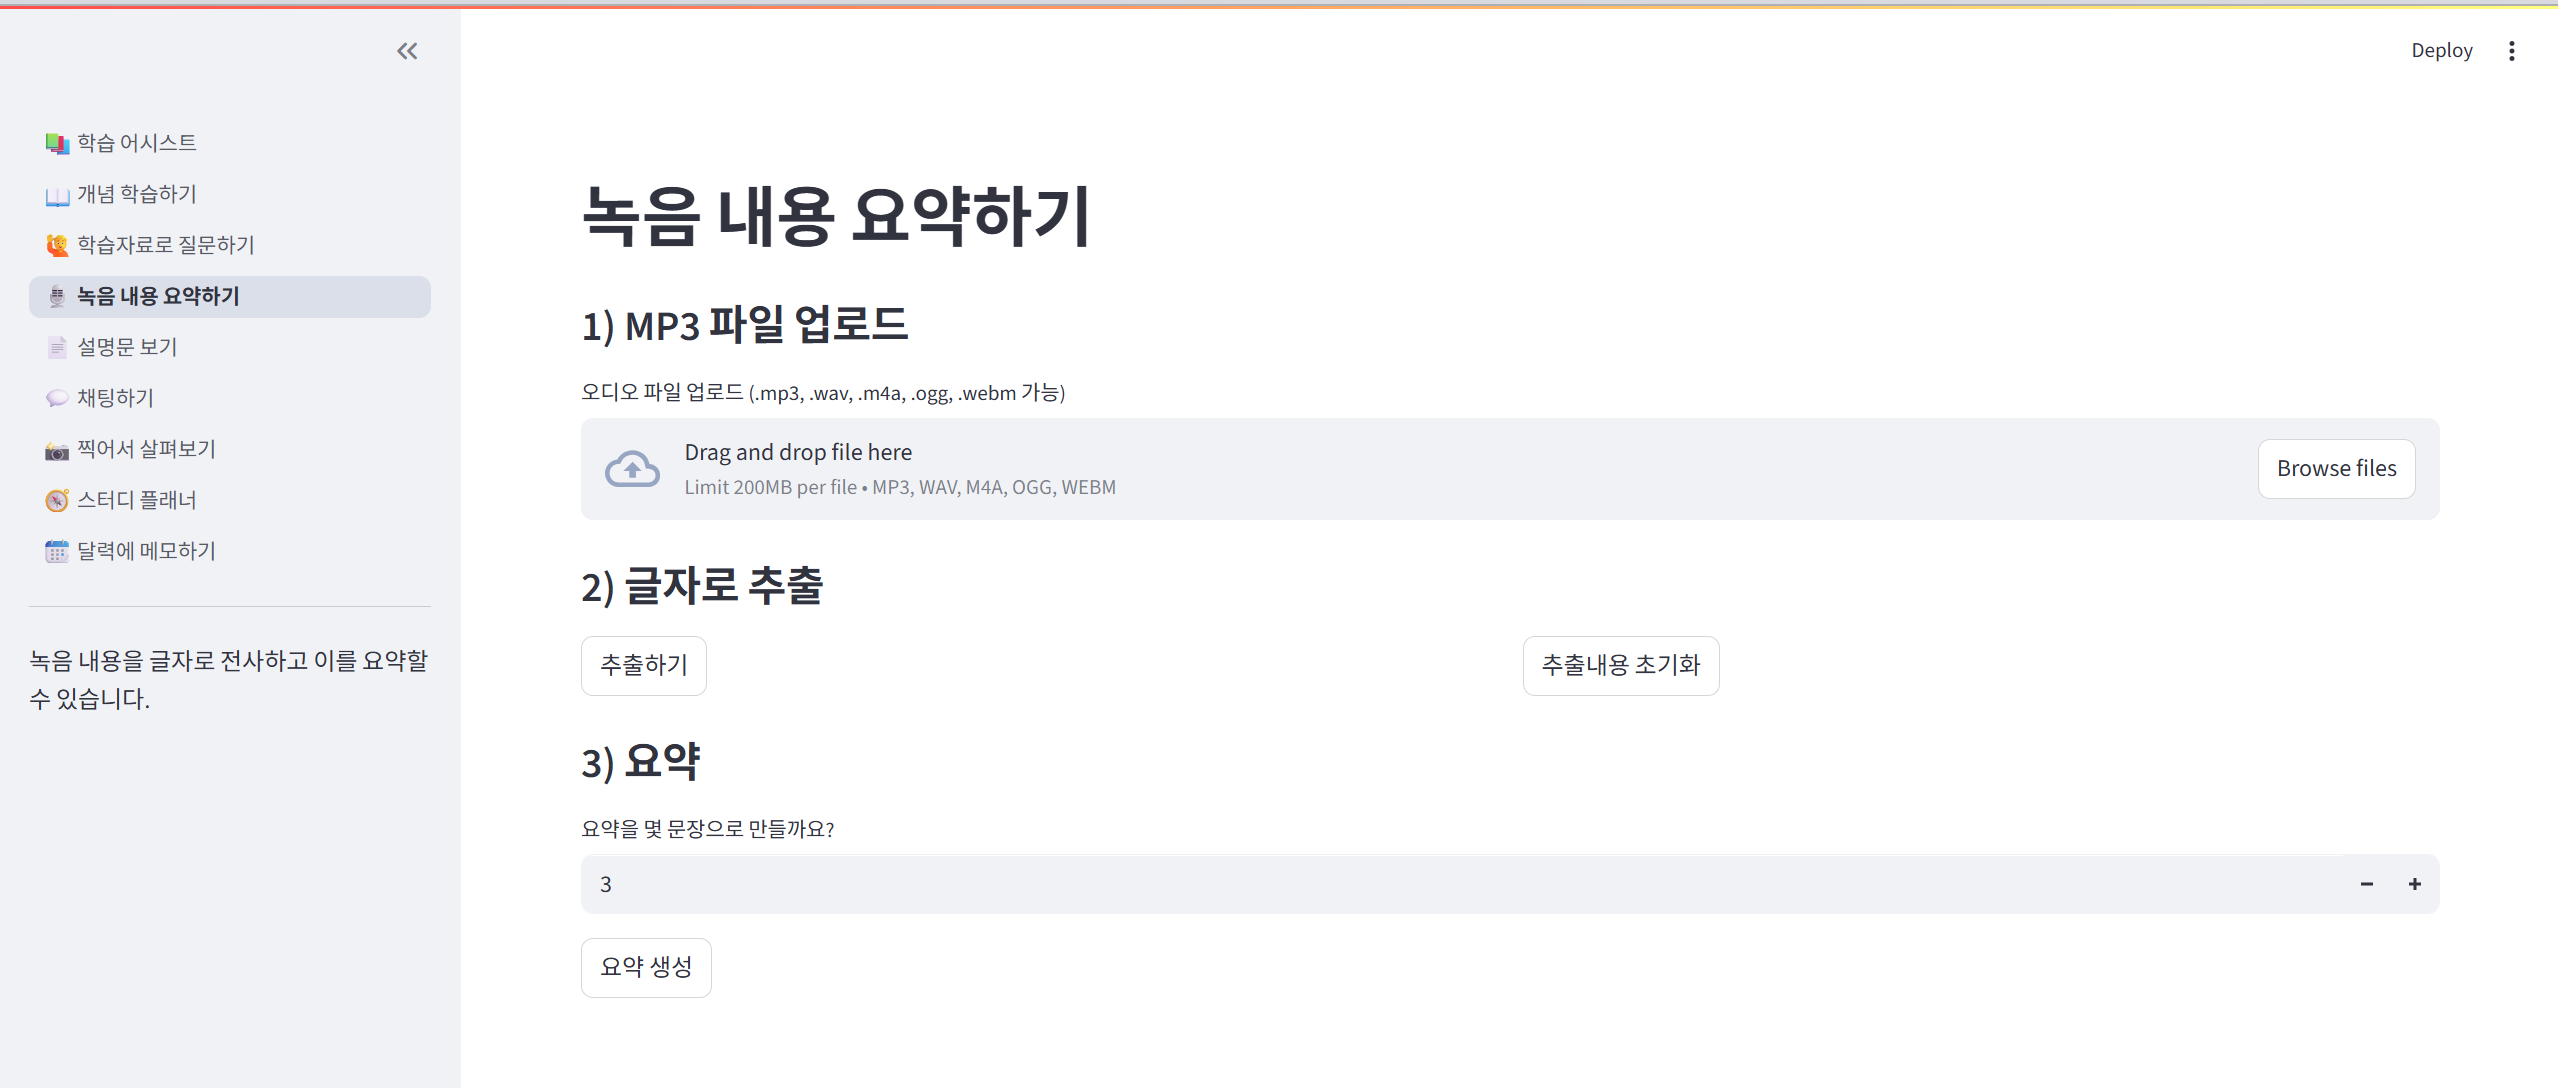 Deploy
학습 어시스트
개념 학습하기
학습자료로 질문하기
녹음 내용 요약하기
설명문 보기
채팅하기
찍어서 살펴보기
스터디 플래너
달력에 메모하기
녹음 내용을 글자로 전사하고 이를 요약할
수 있습니다.
녹음 내용 요약하기
1) MP3 파일 업로드
오디오 파일 업로드 (.mp3, .wav, .m4a, .ogg, .webm 가능)
Drag and drop file here
Limit 200MB per file • MP3, WAV, M4A, OGG, WEBM
Browse files
2) 글자로 추출
추출하기
추출내용 초기화
3) 요약
요약을 몇 문장으로 만들까요?
3
요약 생성